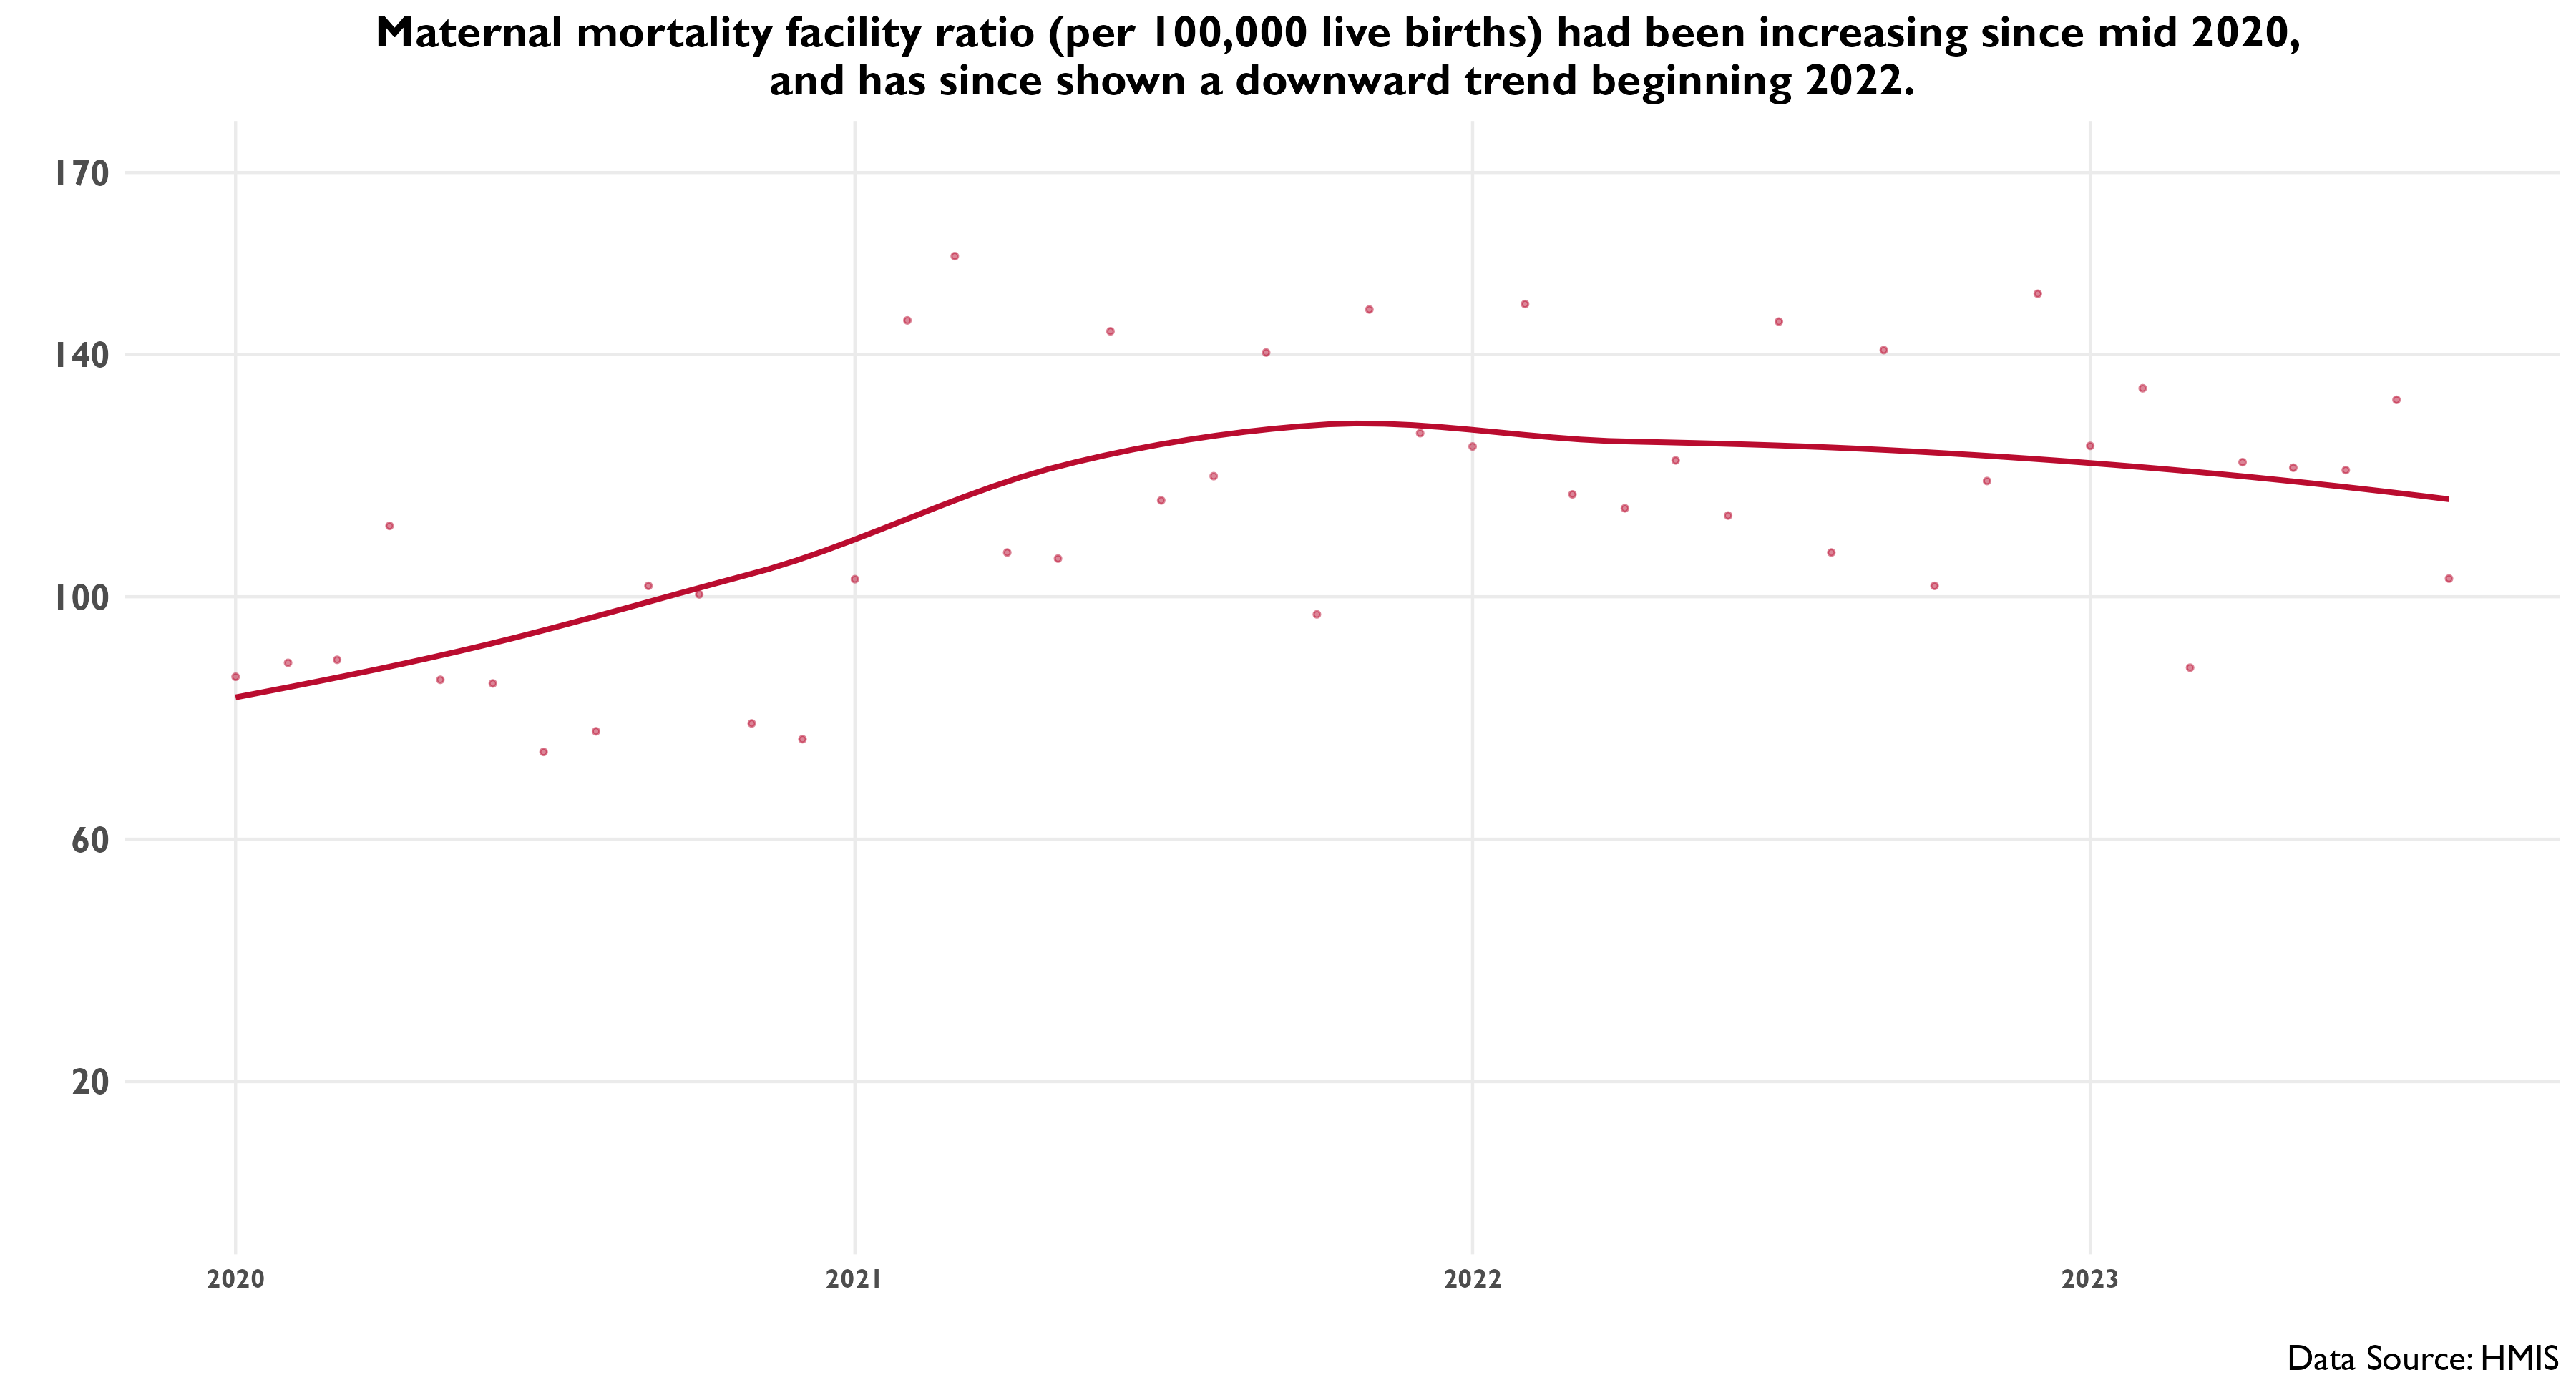 Maternal mortality facility ratio (per 100,000 live births) had been increasing since mid 2020,
and has since shown a downward trend beginning 2022.
170
140
100
60
20
2020 2021 2022 2023
Data Source: HMIS